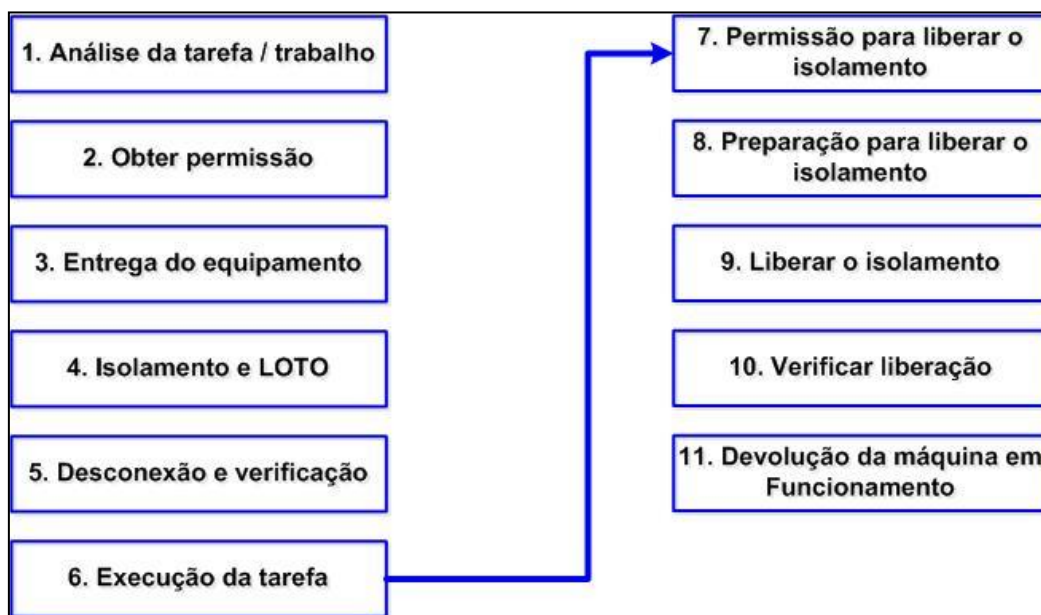 1. Análise da tarefa / trabalho
2. Obter permissão
3. Entrega do equipamento
4. Isolamento e LOTO
5. Desconexão e verificação
6. Execução da tarefa
7. Permissão para liberar o
isolamento
8. Preparação para liberar o
isolamento
9. Liberar o isolamento
10. Verificar liberação
11. Devolução da máquina em
Funcionamento